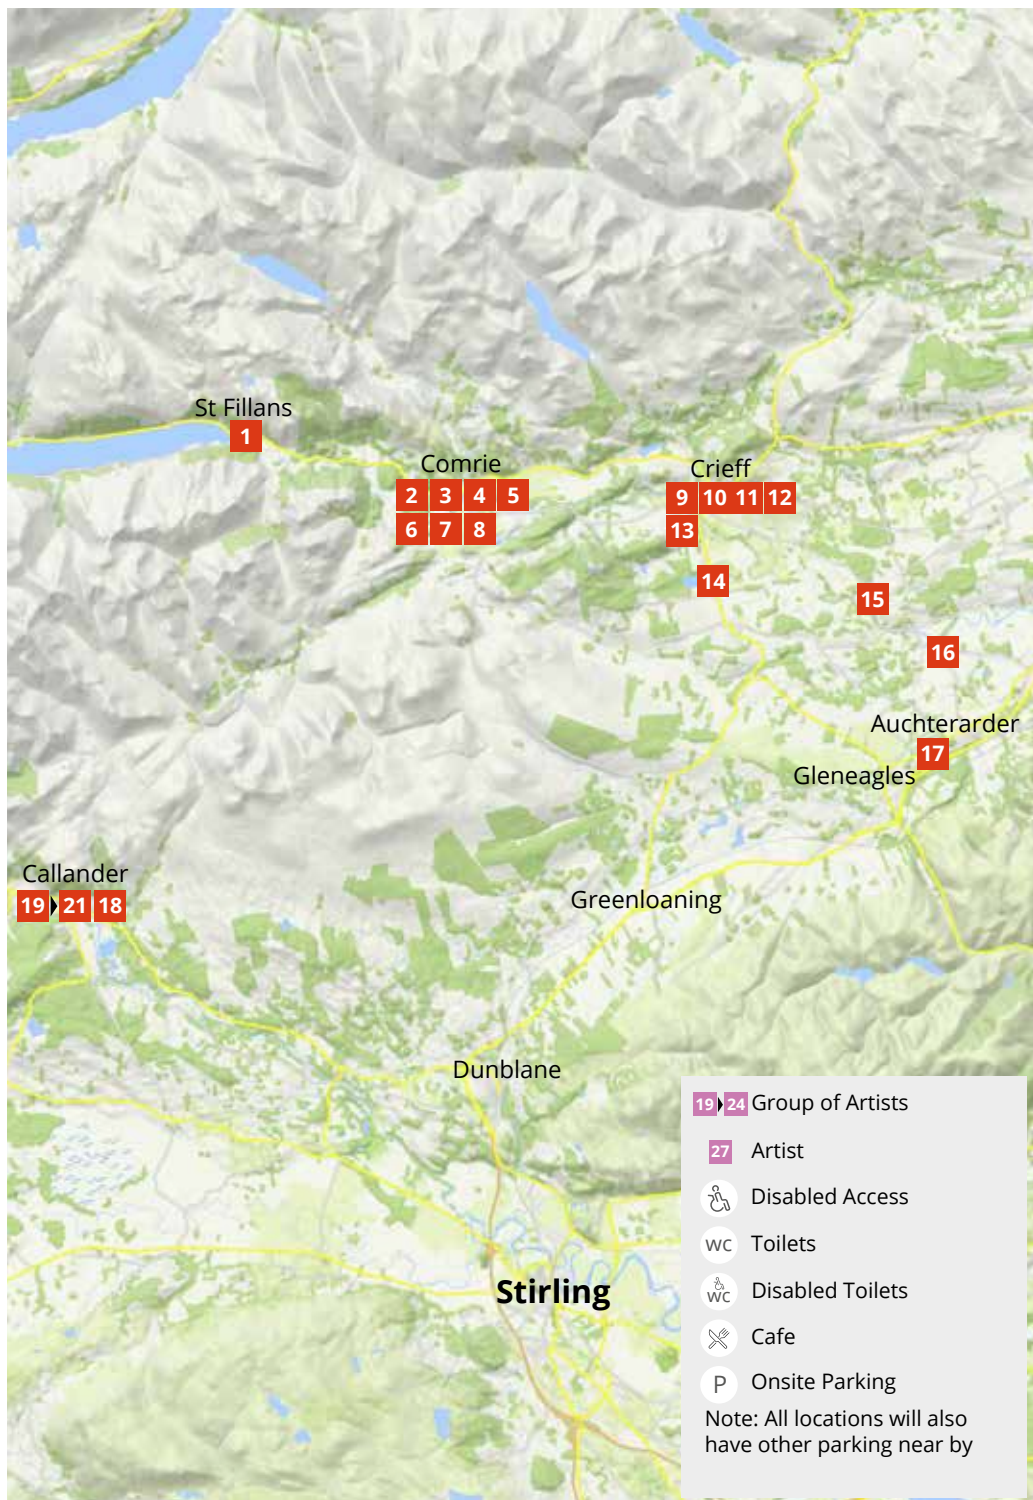 St Fillans
1
Comrie
2 3 4 5
6 7 8
Crieff
9 10 11 12
13
14
15
16
Auchterarder
17
Gleneagles
Callander
19 21 18
Greenloaning
Dunblane
Stirling
19 24 Group of Artists
27 Artist
Disabled Access
WC Toilets
WC Disabled Toilets
Cafe
P Onsite Parking
Note: All locations will also
have other parking near by